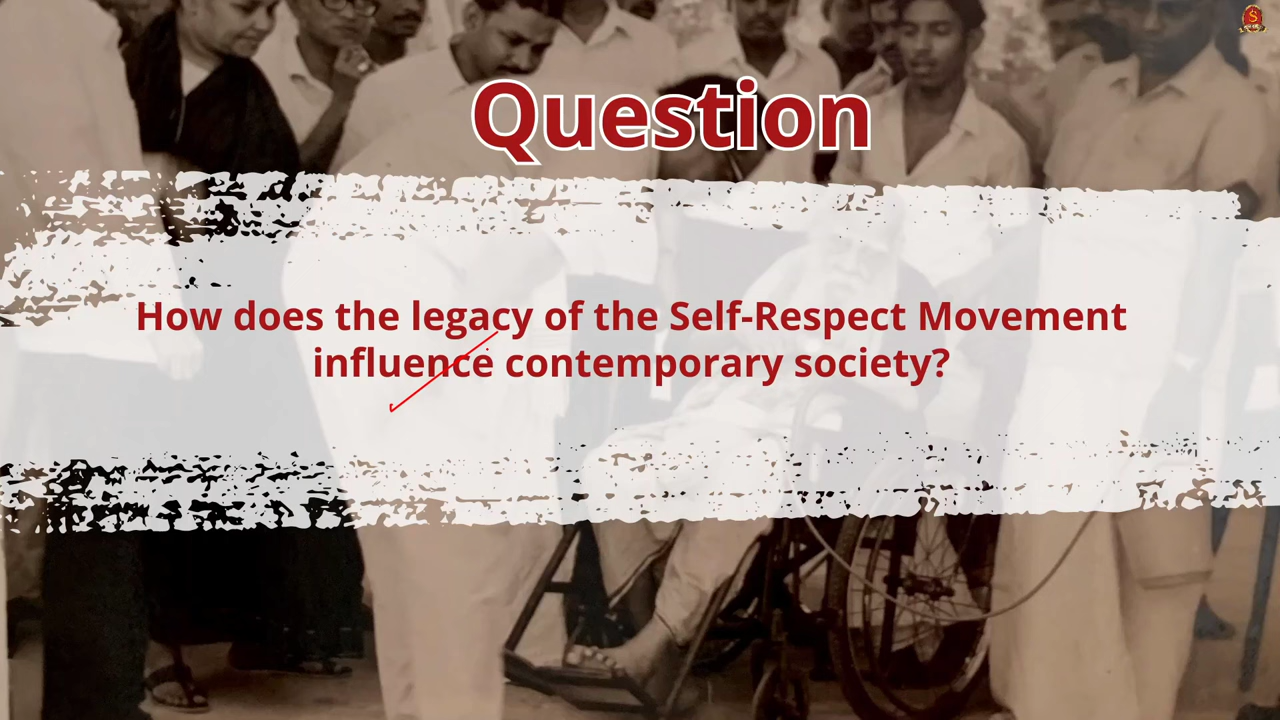 Question
How does the legacy of the Self-Respect Movement
influence contemporary society?